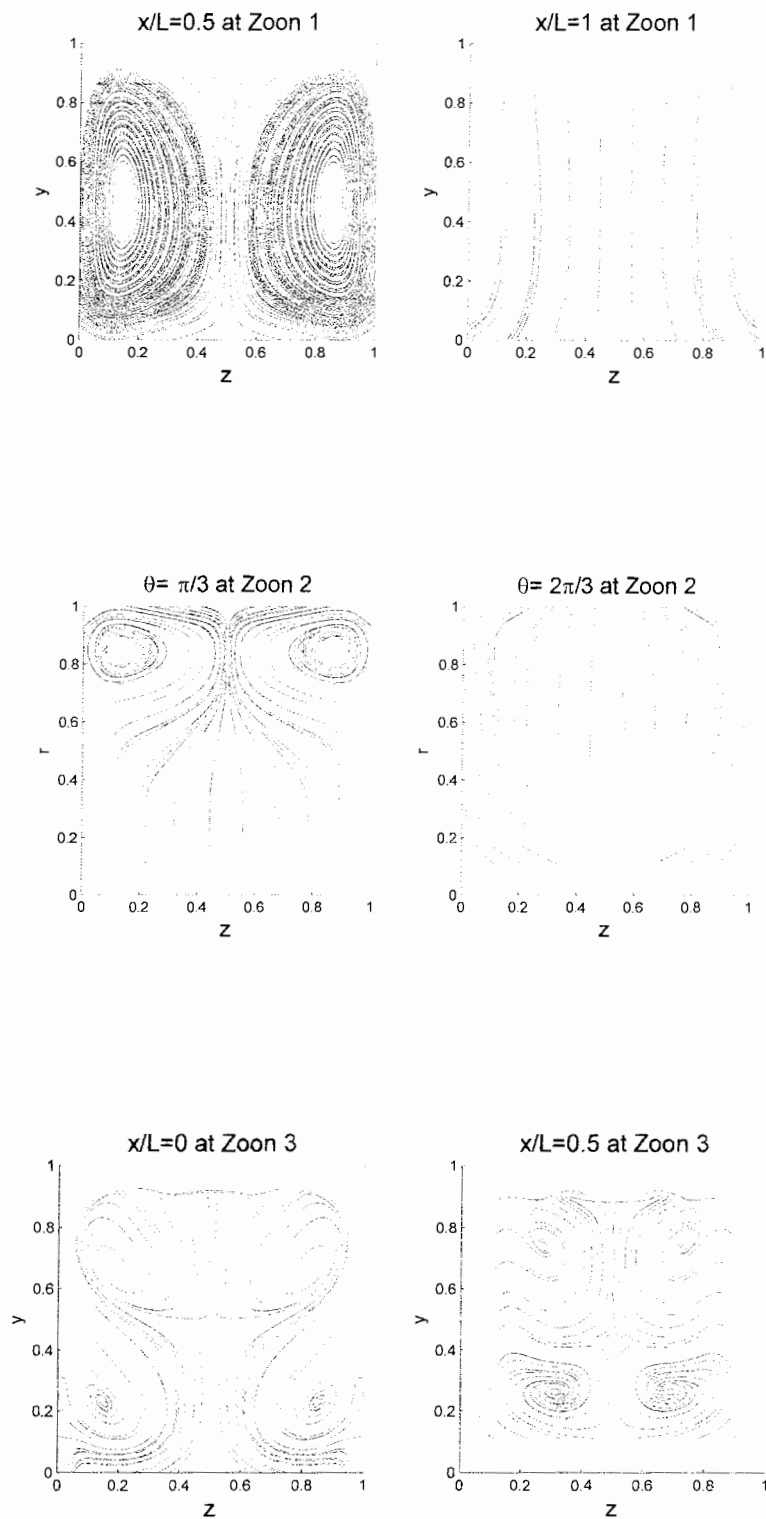 x/L=0.5 at Zoon 1
x/L=1 at Zoon 1
1
0.8
0.6
0.4
0.2
0
y
0 0.2 0.4 0.6 0.8 1
Z
1
0.8
0.6
0.4
0.2
0
y
0 0.2 0.4 0.6 0.8 1
Z
θ= π/3 at Zoon 2
θ= 2π/3 at Zoon 2
1
0.8
0.6
0.4
0.2
0
r
0 0.2 0.4 0.6 0.8 1
Z
1
0.8
0.6
0.4
0.2
0
r
0 0.2 0.4 0.6 0.8 1
Z
x/L=0 at Zoon 3
x/L=0.5 at Zoon 3
1
0.8
0.6
0.4
0.2
0
y
0 0.2 0.4 0.6 0.8 1
Z
1
0.8
0.6
0.4
0.2
0
y
0 0.2 0.4 0.6 0.8 1
Z